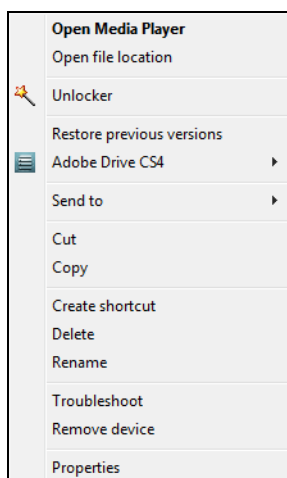 Open Media Player
Open file location
Unlocker
Restore previous versions
Adobe Drive CS4
Send to
Cut
Copy
Create shortcut
Delete
Rename
Troubleshoot
Remove device
Properties